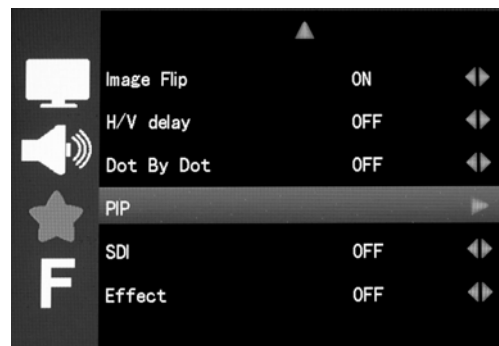 Image Flip ON
H/V delay OFF
Dot By Dot OFF
PIP
SDI OFF
F
Effect OFF